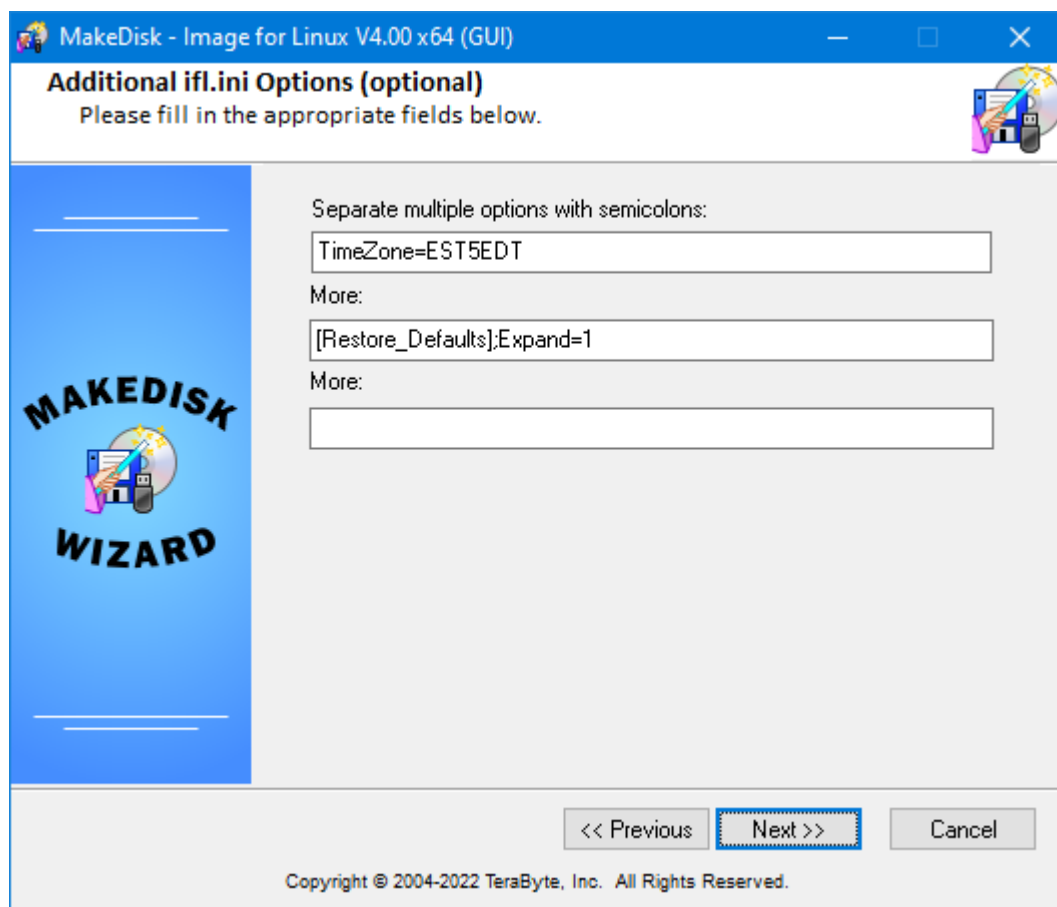 MakeDisk - Image for Linux V4.00 x64 (GUI)
Additional ifl.ini Options (optional)
Please fill in the appropriate fields below.
Separate multiple options with semicolons:
TimeZone=EST5EDT
More:
[Restore_Defaults];Expand=1
More:
MAKEDISK
WIZARD
<< Previous
Next >>
Cancel
Copyright © 2004-2022 TeraByte, Inc. All Rights Reserved.